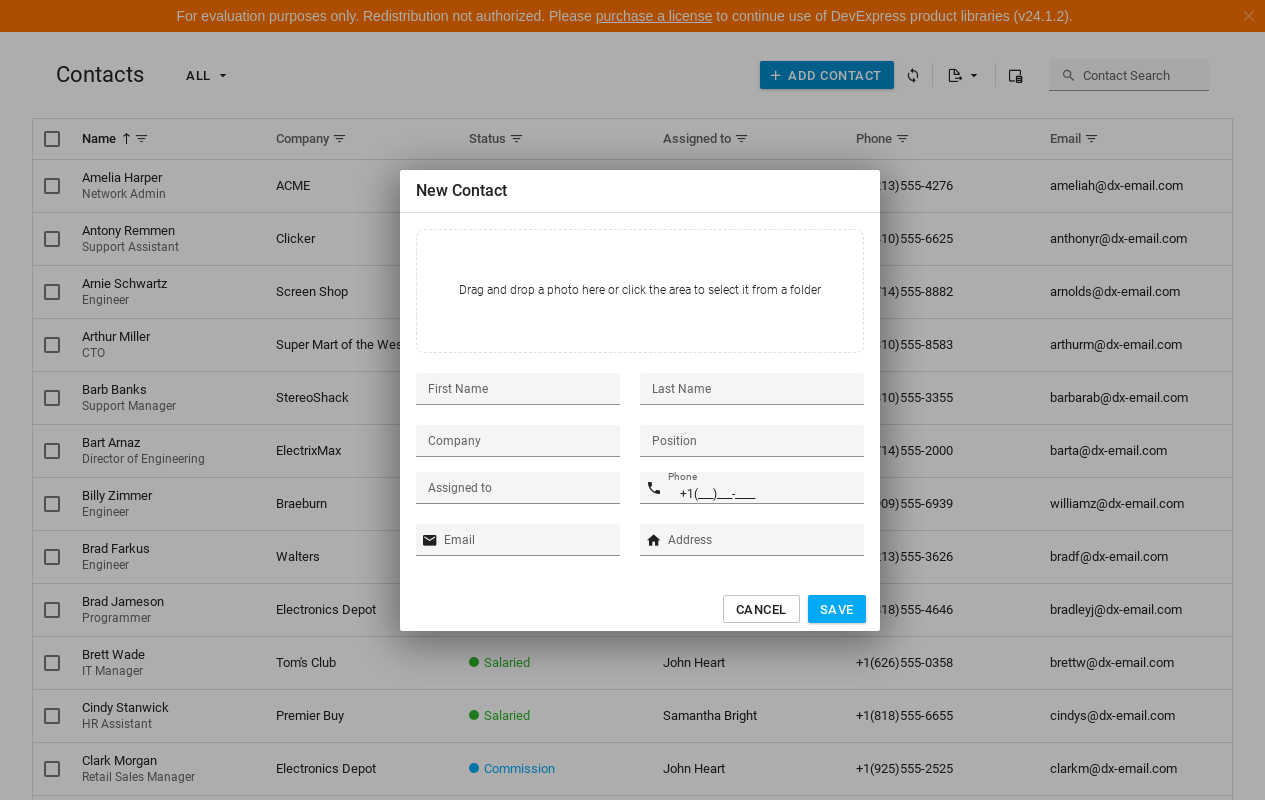 For evaluation purposes only. Redistribution not authorized. Please purchase a license to continue use of DevExpress product libraries (v24.1.2).
Contacts ALL ADD CONTACT Contact Search
Name Company Status Assigned to Phone Email
Amelia Harper
Network Admin
ACME
13)555-4276
ameliah@dx-email.com
Antony Remmen
Support Assistant
Clicker
10)555-6625
anthonyr@dx-email.com
Arnie Schwartz
Engineer
Screen Shop
14)555-8882
arnolds@dx-email.com
Arthur Miller
CTO
Super Mart of the Wes
10)555-8583
arthurm@dx-email.com
Barb Banks
Support Manager
StereoShack
10)555-3355
barbarab@dx-email.com
Bart Arnaz
Director of Engineering
ElectrixMax
14)555-2000
barta@dx-email.com
Billy Zimmer
Engineer
Braeburn
09)555-6939
williamz@dx-email.com
Brad Farkus
Engineer
Walters
13)555-3626
bradf@dx-email.com
Brad Jameson
Programmer
Electronics Depot
18)555-4646
bradleyj@dx-email.com
Brett Wade
IT Manager
Tom's Club
Salaried
John Heart
+1(626)555-0358
brettw@dx-email.com
Cindy Stanwick
HR Assistant
Premier Buy
Salaried
Samantha Bright
+1(818)555-6655
cindys@dx-email.com
Clark Morgan
Retail Sales Manager
Electronics Depot
Commission
John Heart
+1(925)555-2525
clarkm@dx-email.com
New Contact
Drag and drop a photo here or click the area to select it from a folder
First Name
Last Name
Company
Position
Assigned to
Phone
+1(___)___-____
Email
Address
CANCEL
SAVE